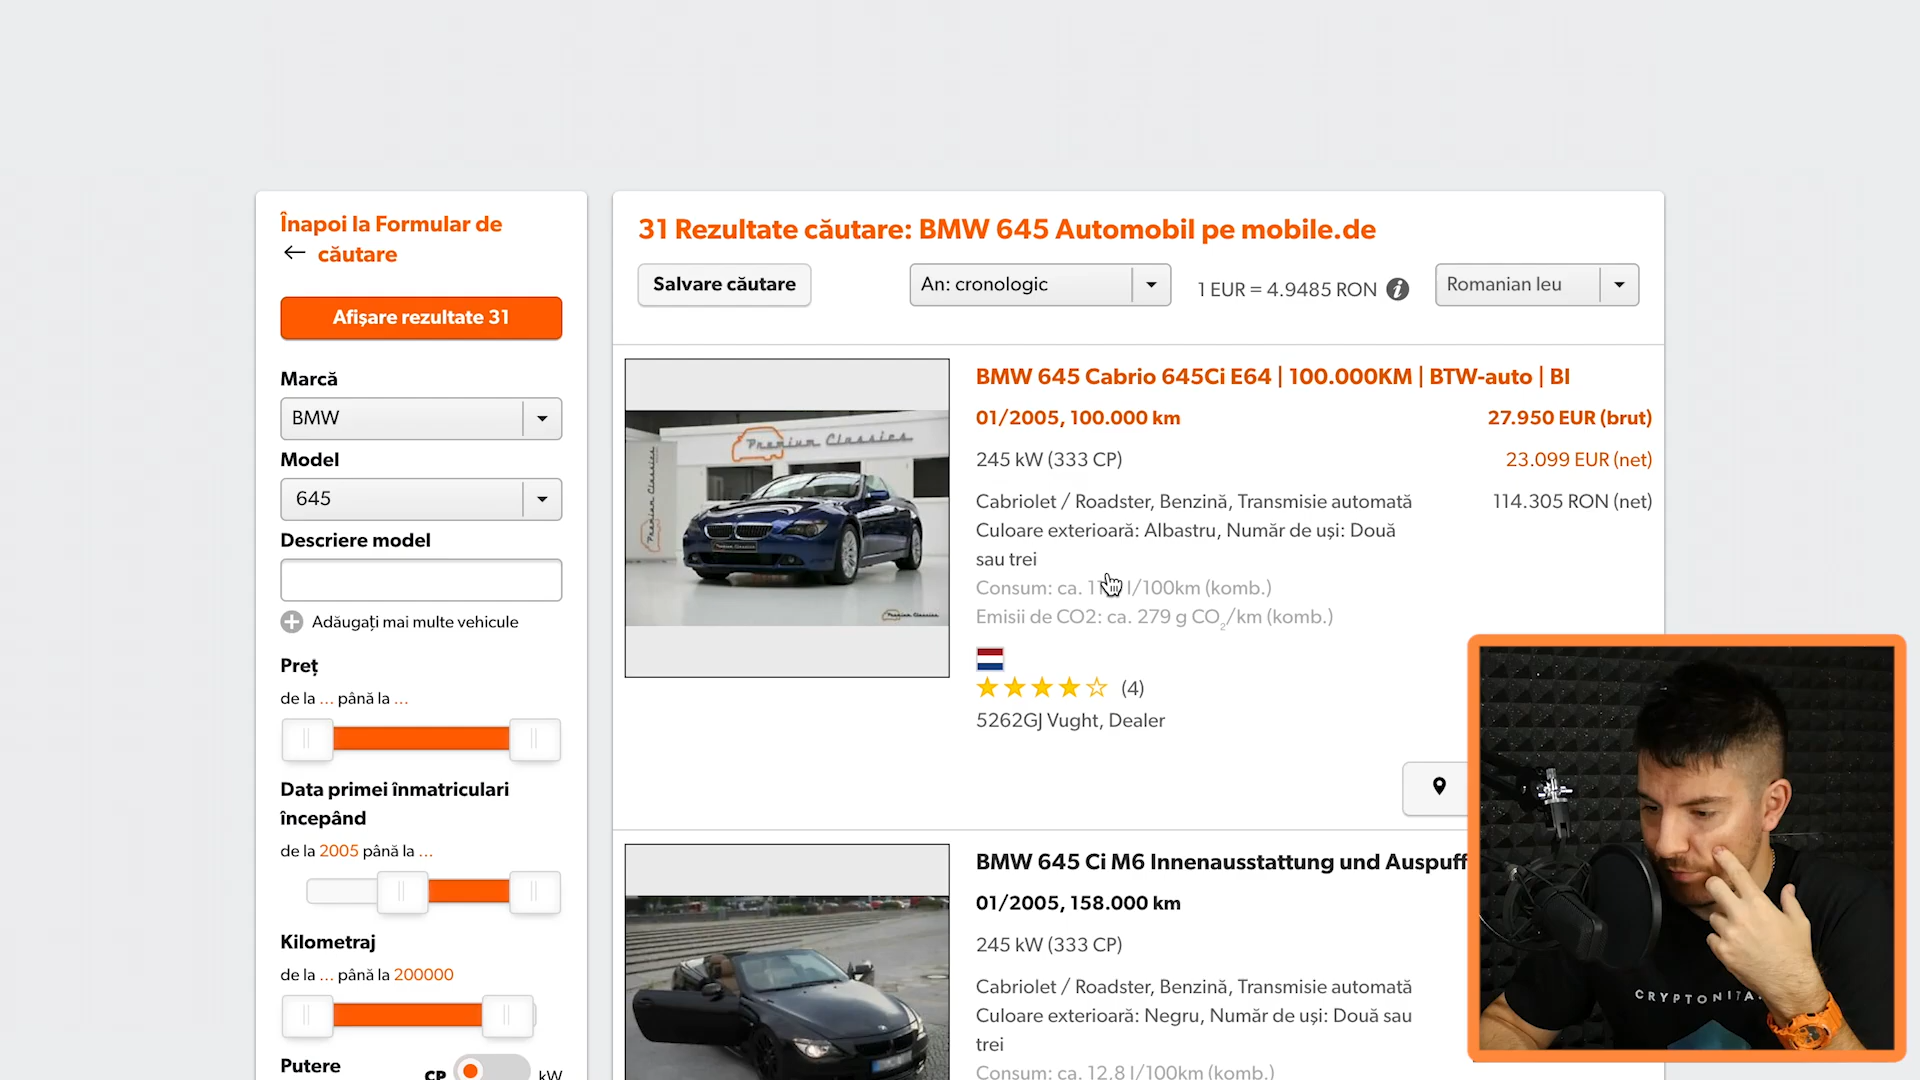 Înapoi la Formular de
căutare
Afișare rezultate 31
Marcă
BMW
Model
645
Descriere model
Adăugați mai multe vehicule
Preț
de la ... până la ...
Data primei înmatriculari
începând
de la 2005 până la ...
Kilometraj
de la ... până la 200000
Putere
CP
kW
31 Rezultate căutare: BMW 645 Automobil pe mobile.de
Salvare căutare
An: cronologic
1 EUR = 4.9485 RON
Romanian leu
BMW 645 Cabrio 645Ci E64 | 100.000KM | BTW-auto | BI
01/2005, 100.000 km
27.950 EUR (brut)
245 kW (333 CP)
23.099 EUR (net)
Cabriolet / Roadster, Benzină, Transmisie automată
114.305 RON (net)
Culoare exterioară: Albastru, Număr de uși: Două
sau trei
Consum: ca. l/100km (komb.)
Emisii de CO2: ca. 279 g CO2/km (komb.)
(4)
5262GJ Vught, Dealer
Premium Classics
BMW 645 Ci M6 Innenausstattung und Auspuff
01/2005, 158.000 km
245 kW (333 CP)
Cabriolet / Roadster, Benzină, Transmisie automată
Culoare exterioară: Negru, Număr de uși: Două sau
trei
Consum: ca. 12,8 l/100km (komb.)